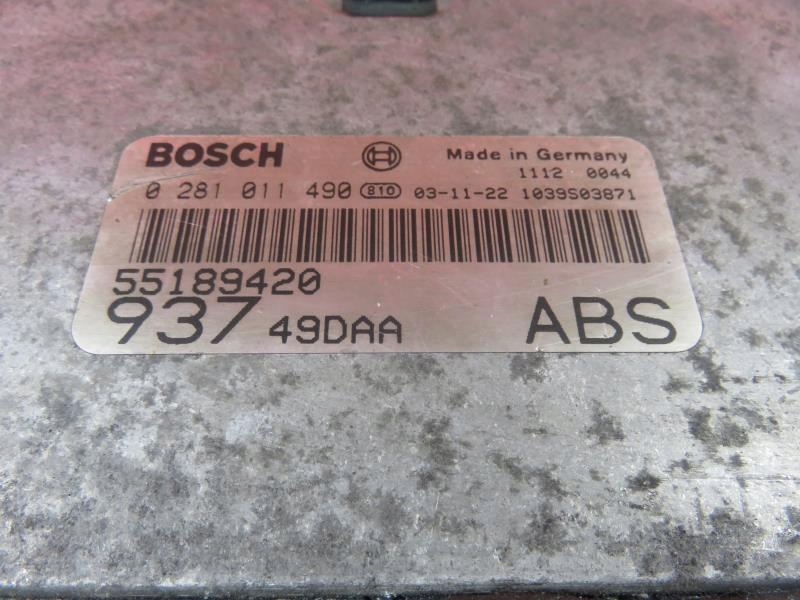 BOSCH Made in Germany
1112 0044
0 281 011 490 810 03-11-22 1039S03871
55189420
937 49DAA ABS